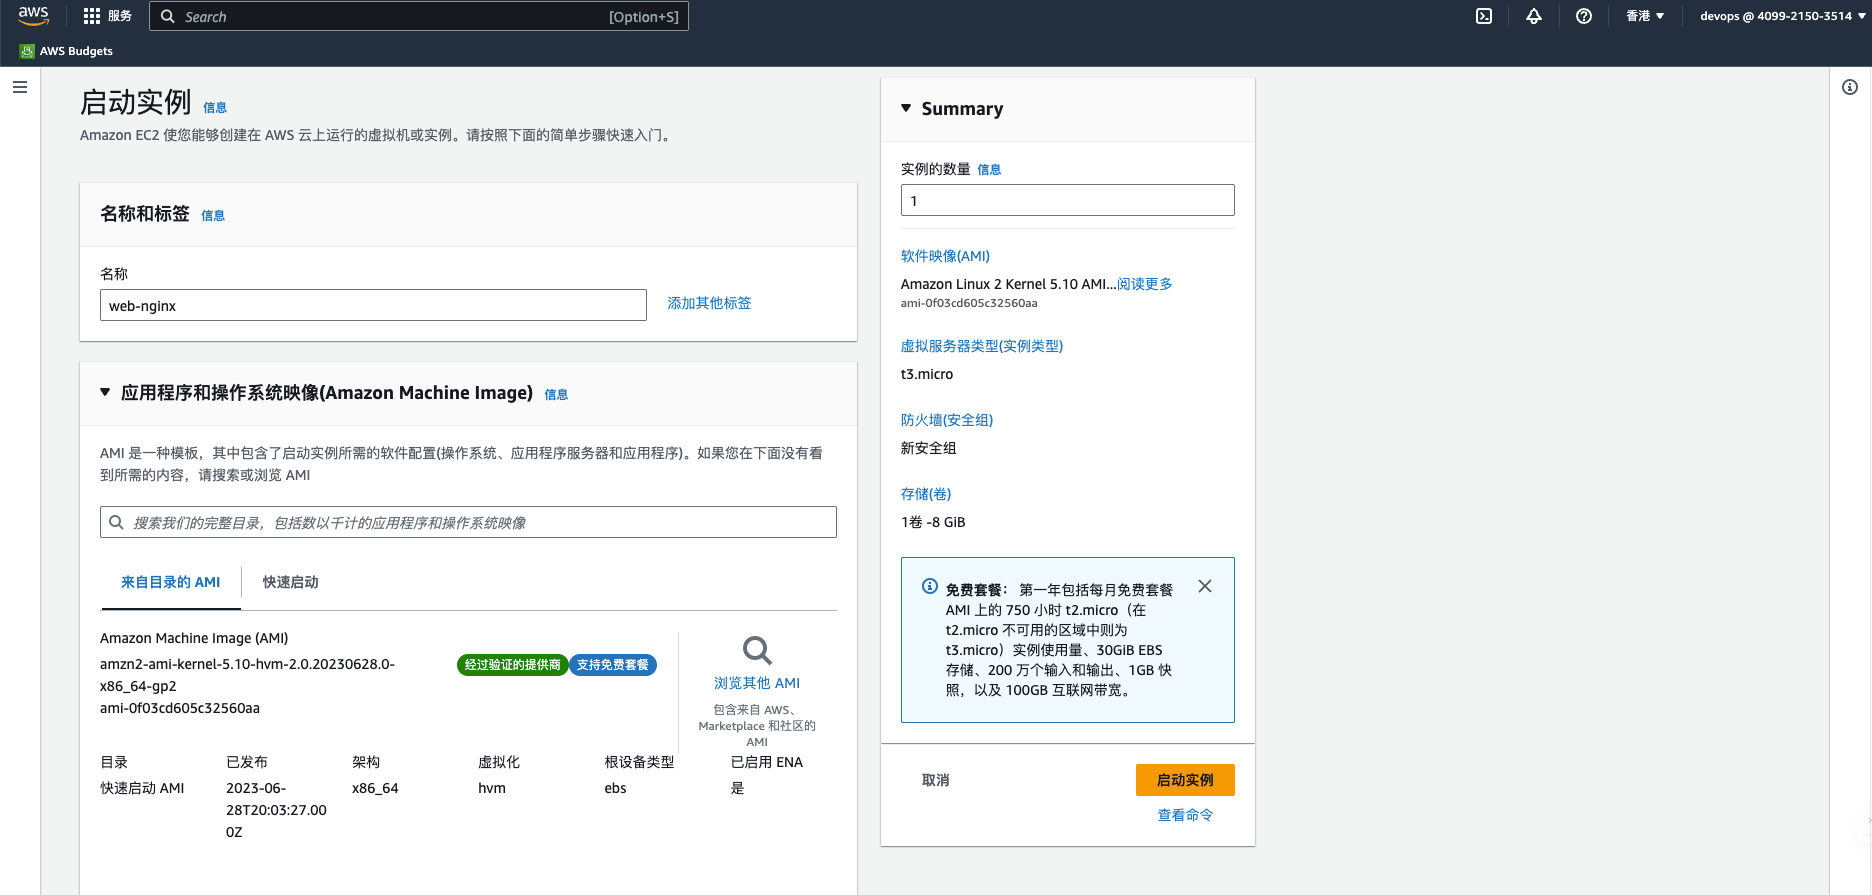 aws
服务
Search
[Option+S]
香港
devops @ 4099-2150-3514
AWS Budgets
启动实例 信息
Amazon EC2 使您能够创建在 AWS 云上运行的虚拟机或实例。请按照下面的简单步骤快速入门。
名称和标签 信息
名称
web-nginx
添加其他标签
应用程序和操作系统映像(Amazon Machine Image) 信息
AMI 是一种模板，其中包含了启动实例所需的软件配置(操作系统、应用程序服务器和应用程序)。如果您在下面没有看
到所需的内容，请搜索或浏览 AMI
搜索我们的完整目录，包括数以千计的应用程序和操作系统映像
来自目录的 AMI
快速启动
Amazon Machine Image (AMI)
amzn2-ami-kernel-5.10-hvm-2.0.20230628.0-
x86_64-gp2
ami-0f03cd605c32560aa
经过验证的提供商
支持免费套餐
浏览其他 AMI
包含来自 AWS、
Marketplace 和社区的
AMI
目录
快速启动 AMI
已发布
2023-06-
28T20:03:27.00
0Z
架构
x86_64
虚拟化
hvm
根设备类型
ebs
已启用 ENA
是
Summary
实例的数量 信息
1
软件映像(AMI)
Amazon Linux 2 Kernel 5.10 AMI...阅读更多
ami-0f03cd605c32560aa
虚拟服务器类型(实例类型)
t3.micro
防火墙(安全组)
新安全组
存储(卷)
1卷 -8 GiB
免费套餐： 第一年包括每月免费套餐
AMI 上的 750 小时 t2.micro（在
t2.micro 不可用的区域中则为
t3.micro）实例使用量、30GiB EBS
存储、200 万个输入和输出、1GB 快
照，以及 100GB 互联网带宽。
取消
启动实例
查看命令